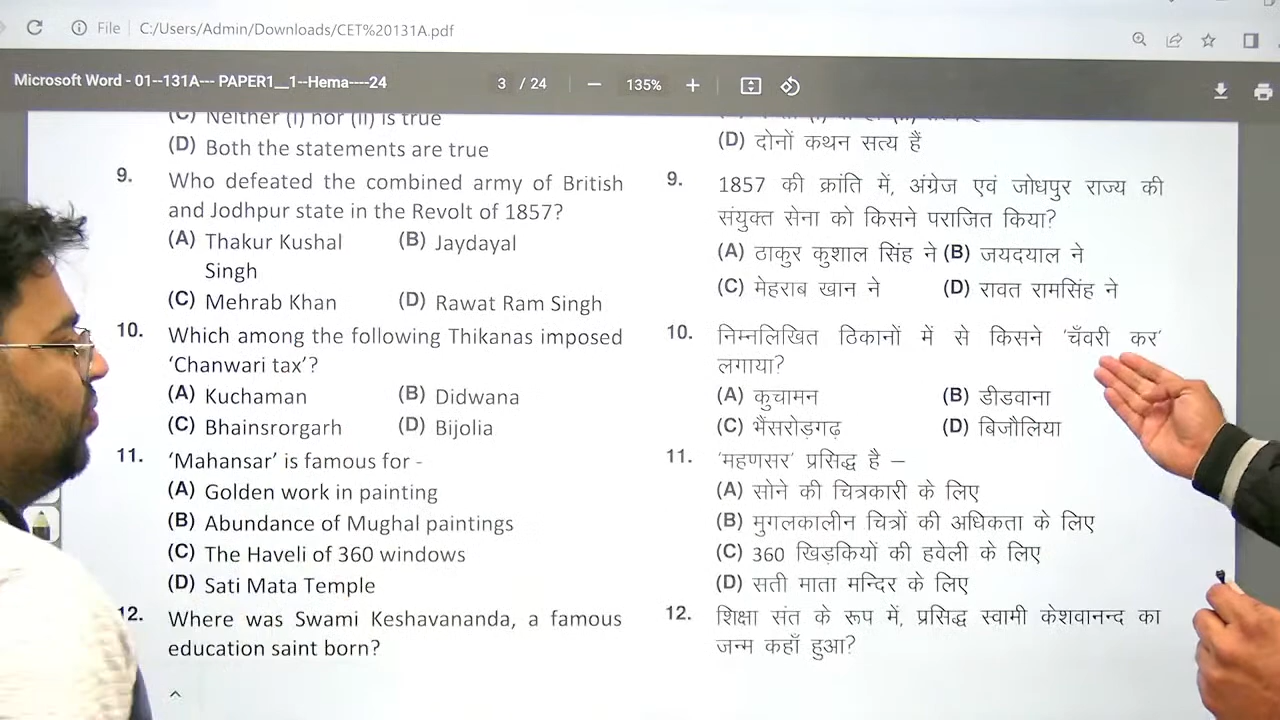 File
C:/Users/Admin/Downloads/CET%20131A.pdf
Microsoft Word - 01--131A--- PAPER1__1--Hema----24
3 / 24
135%
(C) Neither (I) nor (II) is true
(D) Both the statements are true
9. Who defeated the combined army of British
and Jodhpur state in the Revolt of 1857?
(A) Thakur Kushal (B) Jaydayal
Singh
(C) Mehrab Khan (D) Rawat Ram Singh
10. Which among the following Thikanas imposed
‘Chanwari tax’?
(A) Kuchaman (B) Didwana
(C) Bhainsrorgarh (D) Bijolia
11. ‘Mahansar’ is famous for -
(A) Golden work in painting
(B) Abundance of Mughal paintings
(C) The Haveli of 360 windows
(D) Sati Mata Temple
12. Where was Swami Keshavananda, a famous
education saint born?
(D) दोनों कथन सत्य हैं
9. 1857 की क्रांति में, अंग्रेज एवं जोधपुर राज्य की
संयुक्त सेना को किसने पराजित किया?
(A) ठाकुर कुशाल सिंह ने (B) जयदयाल ने
(C) मेहराब खान ने (D) रावत रामसिंह ने
10. निम्नलिखित ठिकानों में से किसने ‘चँवरी कर’
लगाया?
(A) कुचामन (B) डीडवाना
(C) भैंसरोड़गढ़ (D) बिजौलिया
11. ‘महणसर’ प्रसिद्ध है –
(A) सोने की चित्रकारी के लिए
(B) मुगलकालीन चित्रों की अधिकता के लिए
(C) 360 खिड़कियों की हवेली के लिए
(D) सती माता मन्दिर के लिए
12. शिक्षा संत के रूप में, प्रसिद्ध स्वामी केशवानन्द का
जन्म कहाँ हुआ?